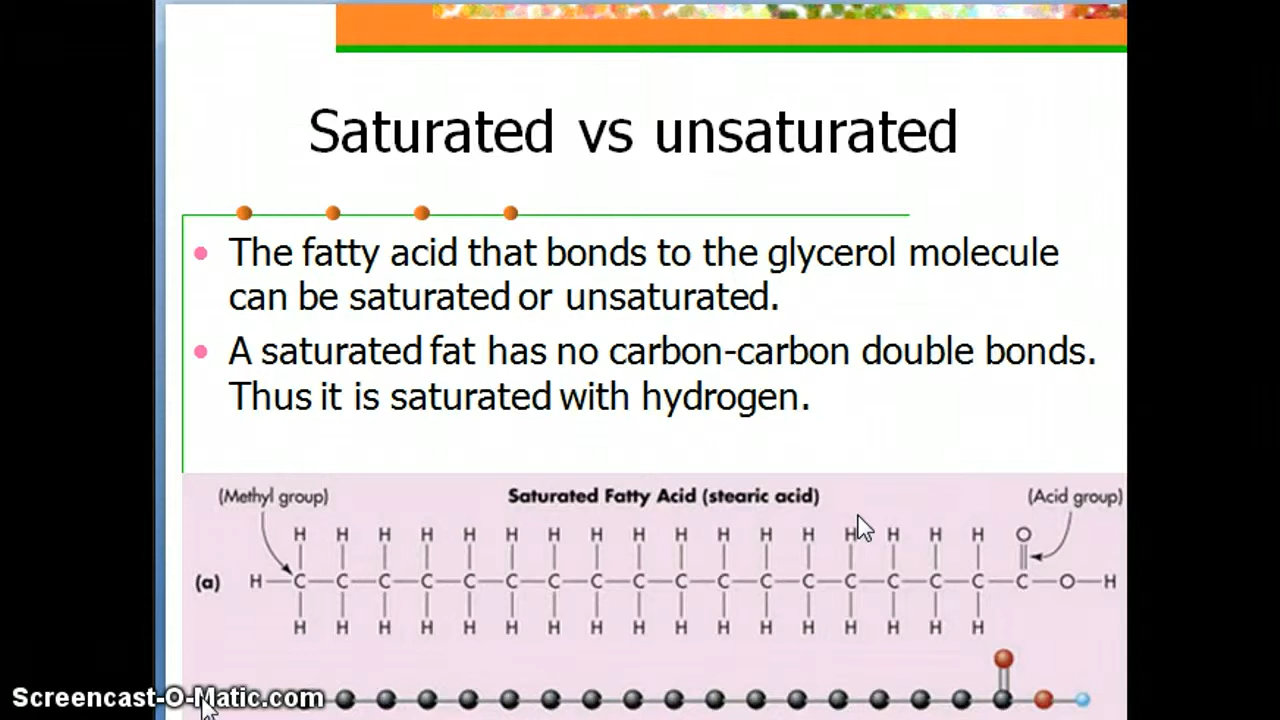 Saturated vs unsaturated
• The fatty acid that bonds to the glycerol molecule
can be saturated or unsaturated.
• A saturated fat has no carbon-carbon double bonds.
Thus it is saturated with hydrogen.
(Methyl group) Saturated Fatty Acid (stearic acid) (Acid group)
H H H H H H H H H H H H H H H H H O
(a) H—C—C—C—C—C—C—C—C—C—C—C—C—C—C—C—C—C—C—O—H
H H H H H H H H H H H H H H H H H
Screencast-O-Matic.com